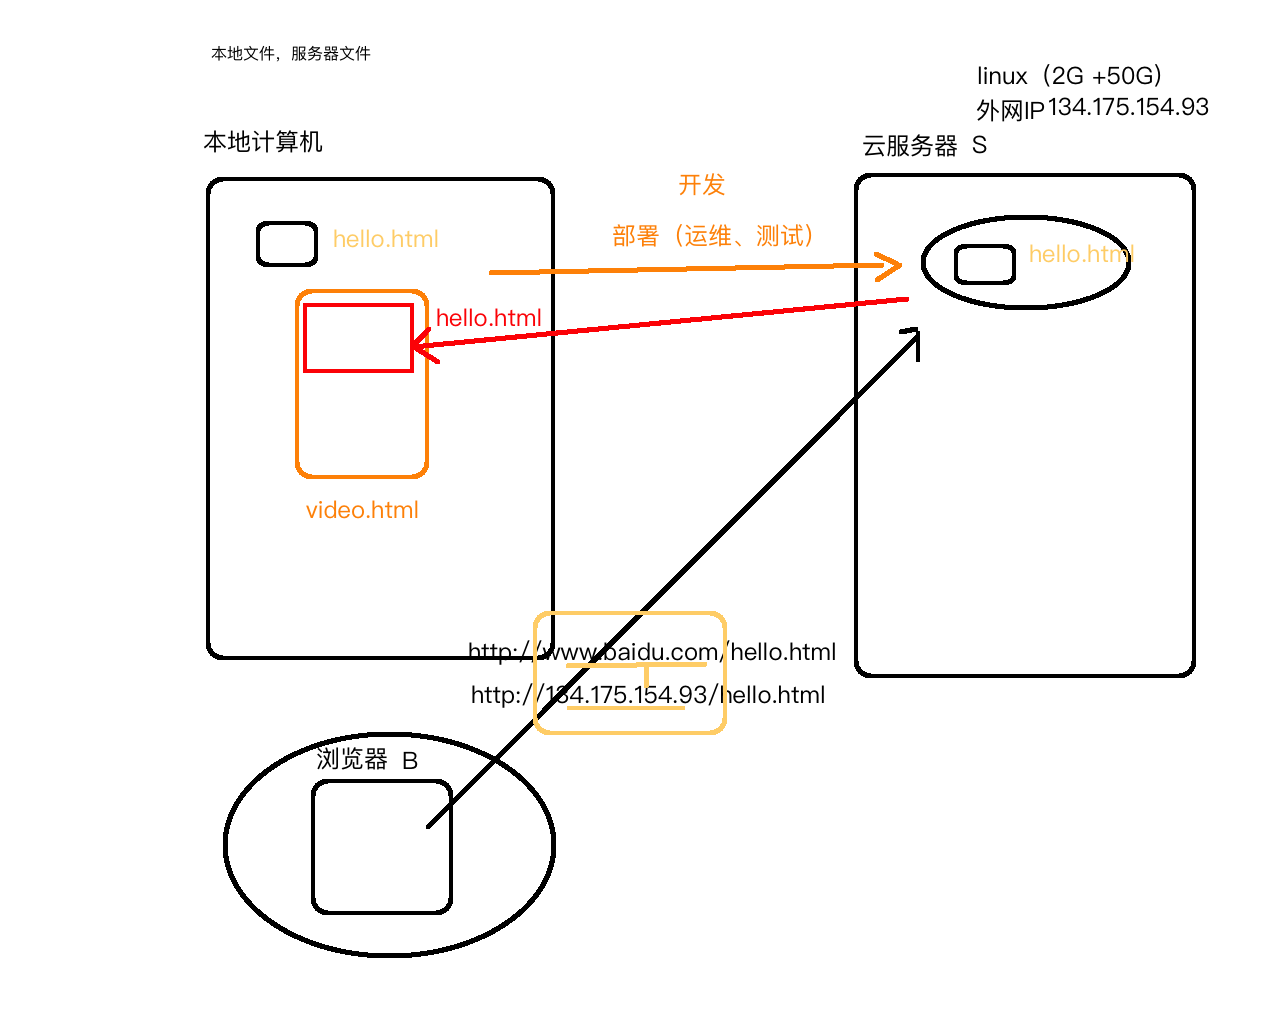 本地文件，服务器文件
linux（2G +50G）
外网IP 134.175.154.93
本地计算机
云服务器 S
开发
部署（运维、测试）
hello.html
hello.html
hello.html
video.html
http://www.baidu.com/hello.html
http://134.175.154.93/hello.html
浏览器 B